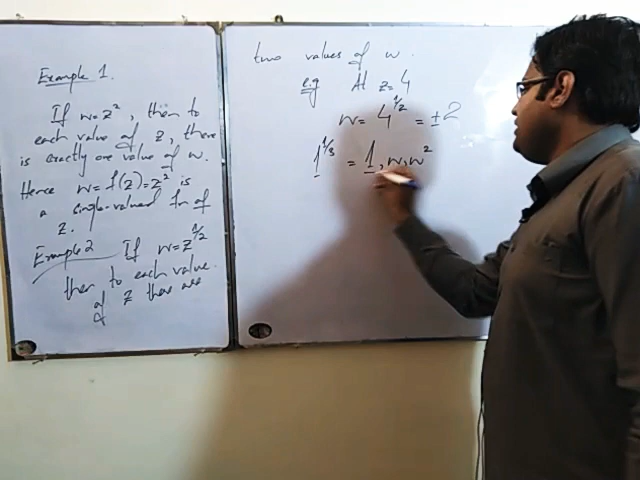 Example 1.
If w=z², then to
each value of z, there
is exactly one value of w.
Hence w=f(z)=z² is
a single-valued fn of
z.
Example 2 If w=z^1/2
then to each value
of z there are
two values of w.
eg At z=4
w= 4^1/2 = ±2
1^1/3 = 1, w, w²